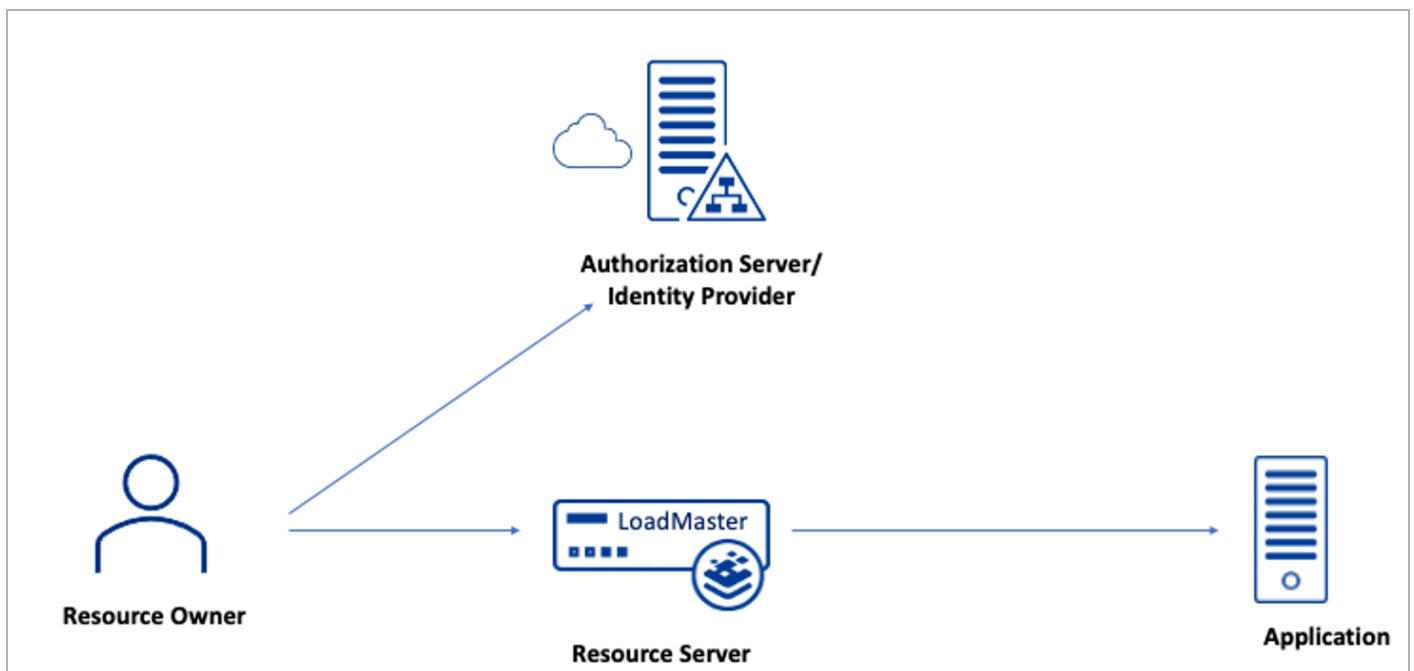 Authorization Server/
Identity Provider
LoadMaster
Resource Owner
Resource Server
Application